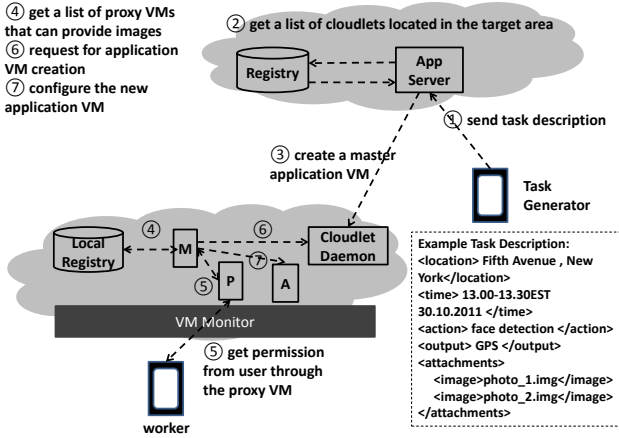 ④ get a list of proxy VMs
that can provide images
⑥ request for application
VM creation
⑦ configure the new
application VM
② get a list of cloudlets located in the target area
Registry
App
Server
① send task description
③ create a master
application VM
Task
Generator
Local
Registry
④
M
⑥
⑦
⑤
P
A
Cloudlet
Daemon
VM Monitor
⑤ get permission
from user through
the proxy VM
worker
Example Task Description:
<location> Fifth Avenue , New
York</location>
<time> 13.00-13.30EST
30.10.2011 </time>
<action> face detection </action>
<output> GPS </output>
<attachments>
<image>photo_1.img</image>
<image>photo_2.img</image>
</attachments>